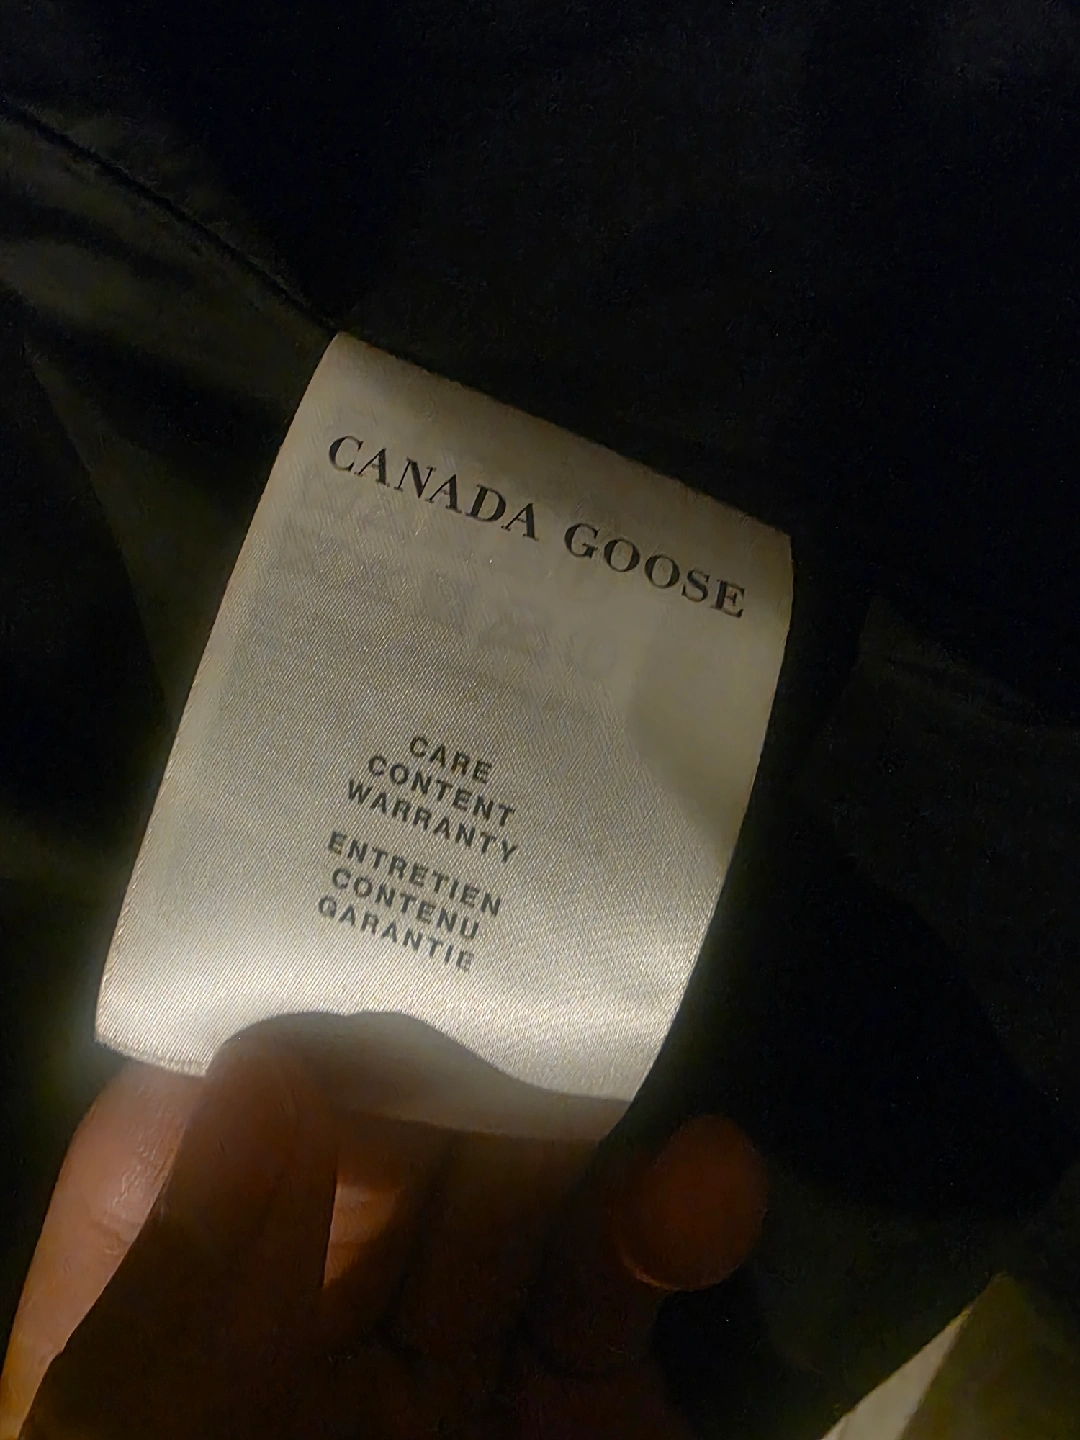 CANADA GOOSE
CARE
CONTENT
WARRANTY
ENTRETIEN
CONTENU
GARANTIE